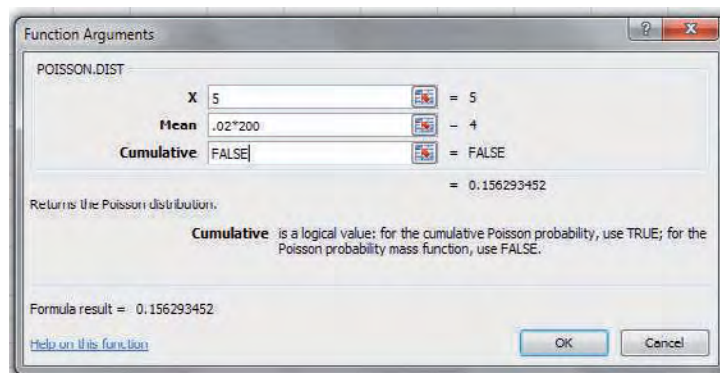 Function Arguments
POISSON.DIST
X 5 = 5
Mean .02*200 = 4
Cumulative FALSE = FALSE
= 0.156293452
Returns the Poisson distribution.
Cumulative is a logical value: for the cumulative Poisson probability, use TRUE; for the
Poisson probability mass function, use FALSE.
Formula result = 0.156293452
Help on this function
OK Cancel